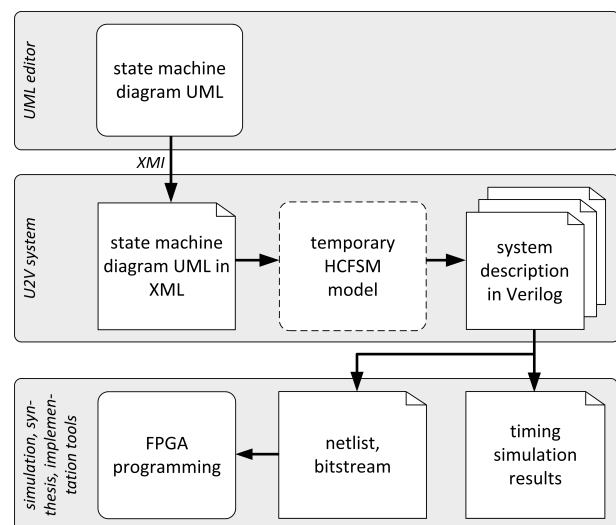 UML editor
state machine
diagram UML
XMI
U2V system
state machine
diagram UML in
XML
temporary
HCFSM
model
system
description
in Verilog
simulation, syn-
thesis, implemen-
tation tools
FPGA
programming
netlist,
bitstream
timing
simulation
results